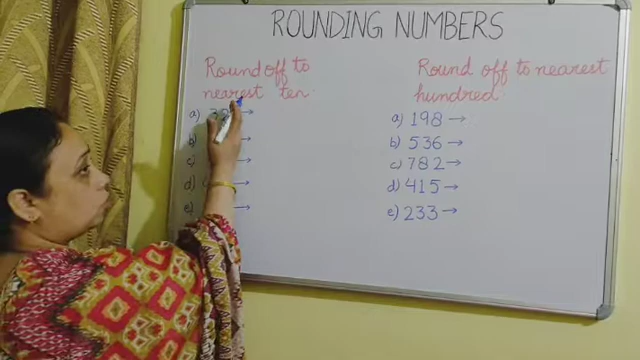 ROUNDING NUMBERS
Round off to
nearest ten
a)
→
b)
→
c)
→
d)
→
e)
→
Round off to nearest
hundred
a) 198 →
b) 536 →
c) 782 →
d) 415 →
e) 233 →